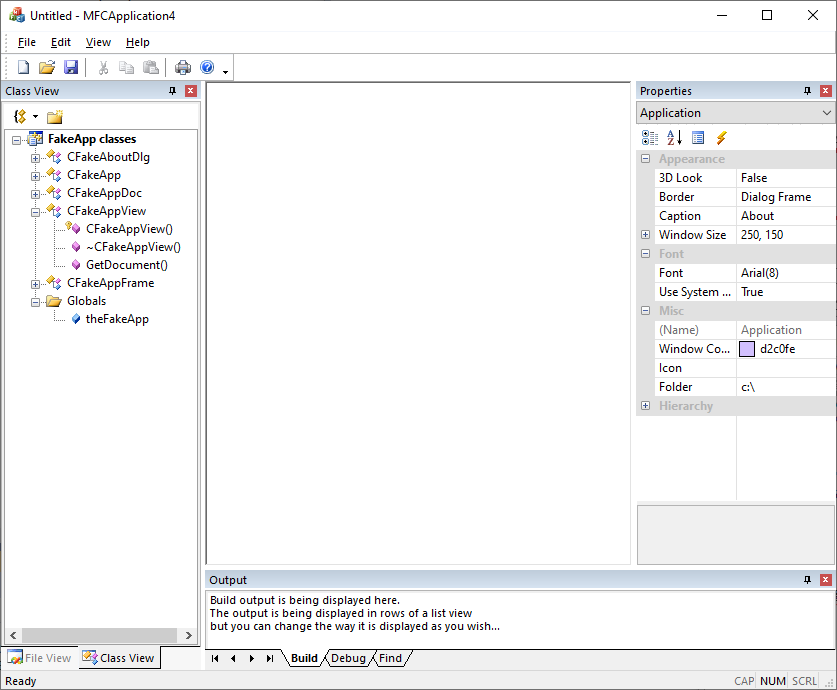 Untitled - MFCApplication4
File Edit View Help
Class View
FakeApp classes
CFakeAboutDlg
CFakeApp
CFakeAppDoc
CFakeAppView
CFakeAppView()
~CFakeAppView()
GetDocument()
CFakeAppFrame
Globals
theFakeApp
File View Class View
Properties
Application
Appearance
3D Look False
Border Dialog Frame
Caption About
Window Size 250, 150
Font
Font Arial(8)
Use System ... True
Misc
(Name) Application
Window Co... d2c0fe
Icon
Folder c:\
Hierarchy
Output
Build output is being displayed here.
The output is being displayed in rows of a list view
but you can change the way it is displayed as you wish...
Build Debug Find
Ready CAP NUM SCRL